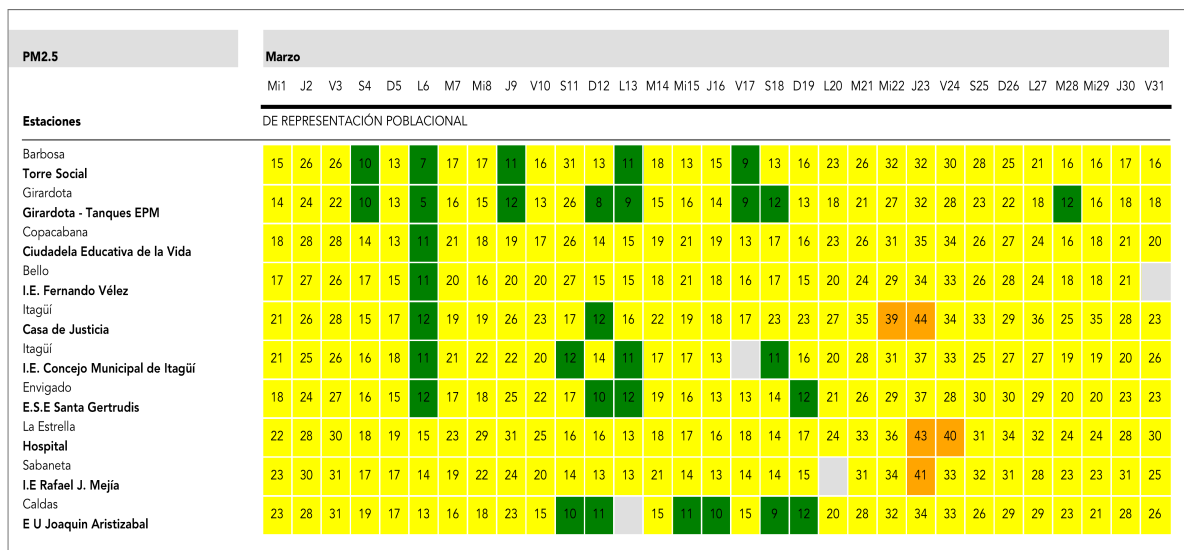 PM2.5 Marzo
Mi1 J2 V3 S4 D5 L6 M7 Mi8 J9 V10 S11 D12 L13 M14 Mi15 J16 V17 S18 D19 L20 M21 Mi22 J23 V24 S25 D26 L27 M28 Mi29 J30 V31
Estaciones DE REPRESENTACIÓN POBLACIONAL
Barbosa
Torre Social 15 26 26 10 13 7 17 17 11 16 31 13 11 18 13 15 9 13 16 23 26 32 32 30 28 25 21 16 16 17 16
Girardota
Girardota - Tanques EPM 14 24 22 10 13 5 16 15 12 13 26 8 9 15 16 14 9 12 13 18 21 27 32 28 23 22 18 12 16 18 18
Copacabana
Ciudadela Educativa de la Vida 18 28 28 14 13 11 21 18 19 17 26 14 15 19 21 19 13 17 16 23 26 31 35 34 26 27 24 16 18 21 20
Bello
I.E. Fernando Vélez 17 27 26 17 15 11 20 16 20 20 27 15 15 18 21 18 16 17 15 20 24 29 34 33 26 28 24 18 18 21
Itagüí
Casa de Justicia 21 26 28 15 17 12 19 19 26 23 17 12 16 22 19 18 17 23 23 27 35 39 44 34 33 29 36 25 35 28 23
Itagüí
I.E. Concejo Municipal de Itagüí 21 25 26 16 18 11 21 22 22 20 12 14 11 17 17 13 11 16 20 28 31 37 33 25 27 27 19 19 20 26
Envigado
E.S.E Santa Gertrudis 18 24 27 16 15 12 17 18 25 22 17 10 12 19 16 13 13 14 12 21 26 29 37 28 30 30 29 20 20 23 23
La Estrella
Hospital 22 28 30 18 19 15 23 29 31 25 16 16 13 18 17 16 18 14 17 24 33 36 43 40 31 34 32 24 24 28 30
Sabaneta
I.E Rafael J. Mejía 23 30 31 17 17 14 19 22 24 20 14 13 13 21 14 13 14 14 15 31 34 41 33 32 31 28 23 23 31 25
Caldas
E U Joaquin Aristizabal 23 28 31 19 17 13 16 18 23 15 10 11 15 11 10 15 9 12 20 28 32 34 33 26 29 29 23 21 28 26